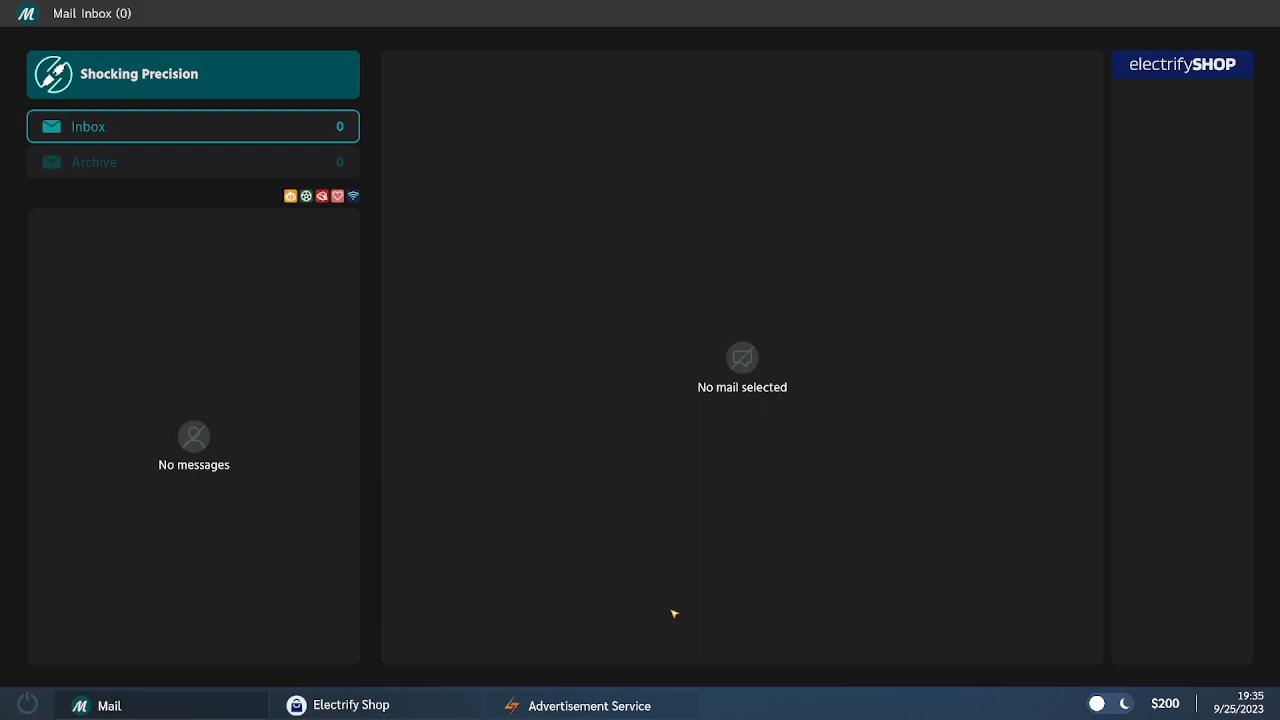 Mail Inbox (0)
Shocking Precision
electrifySHOP
Inbox 0
Archive 0
No mail selected
No messages
Mail
Electrify Shop
Advertisement Service
$200
19:35
9/25/2023